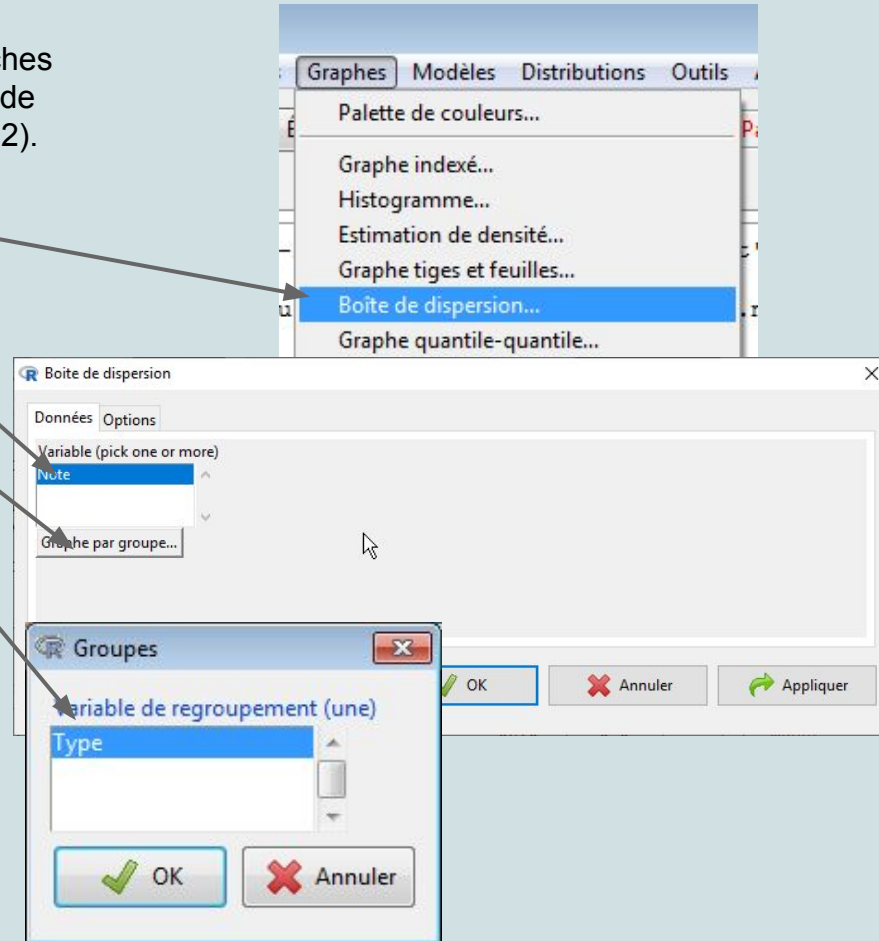 ches
de
2).
Graphes Modèles Distributions Outils
Palette de couleurs...
Graphe indexé...
Histogramme...
Estimation de densité...
Graphe tiges et feuilles...
Boîte de dispersion...
Graphe quantile-quantile...
Boite de dispersion
Données Options
Variable (pick one or more)
Note
Graphe par groupe...
OK Annuler Appliquer
Groupes
Variable de regroupement (une)
Type
OK Annuler